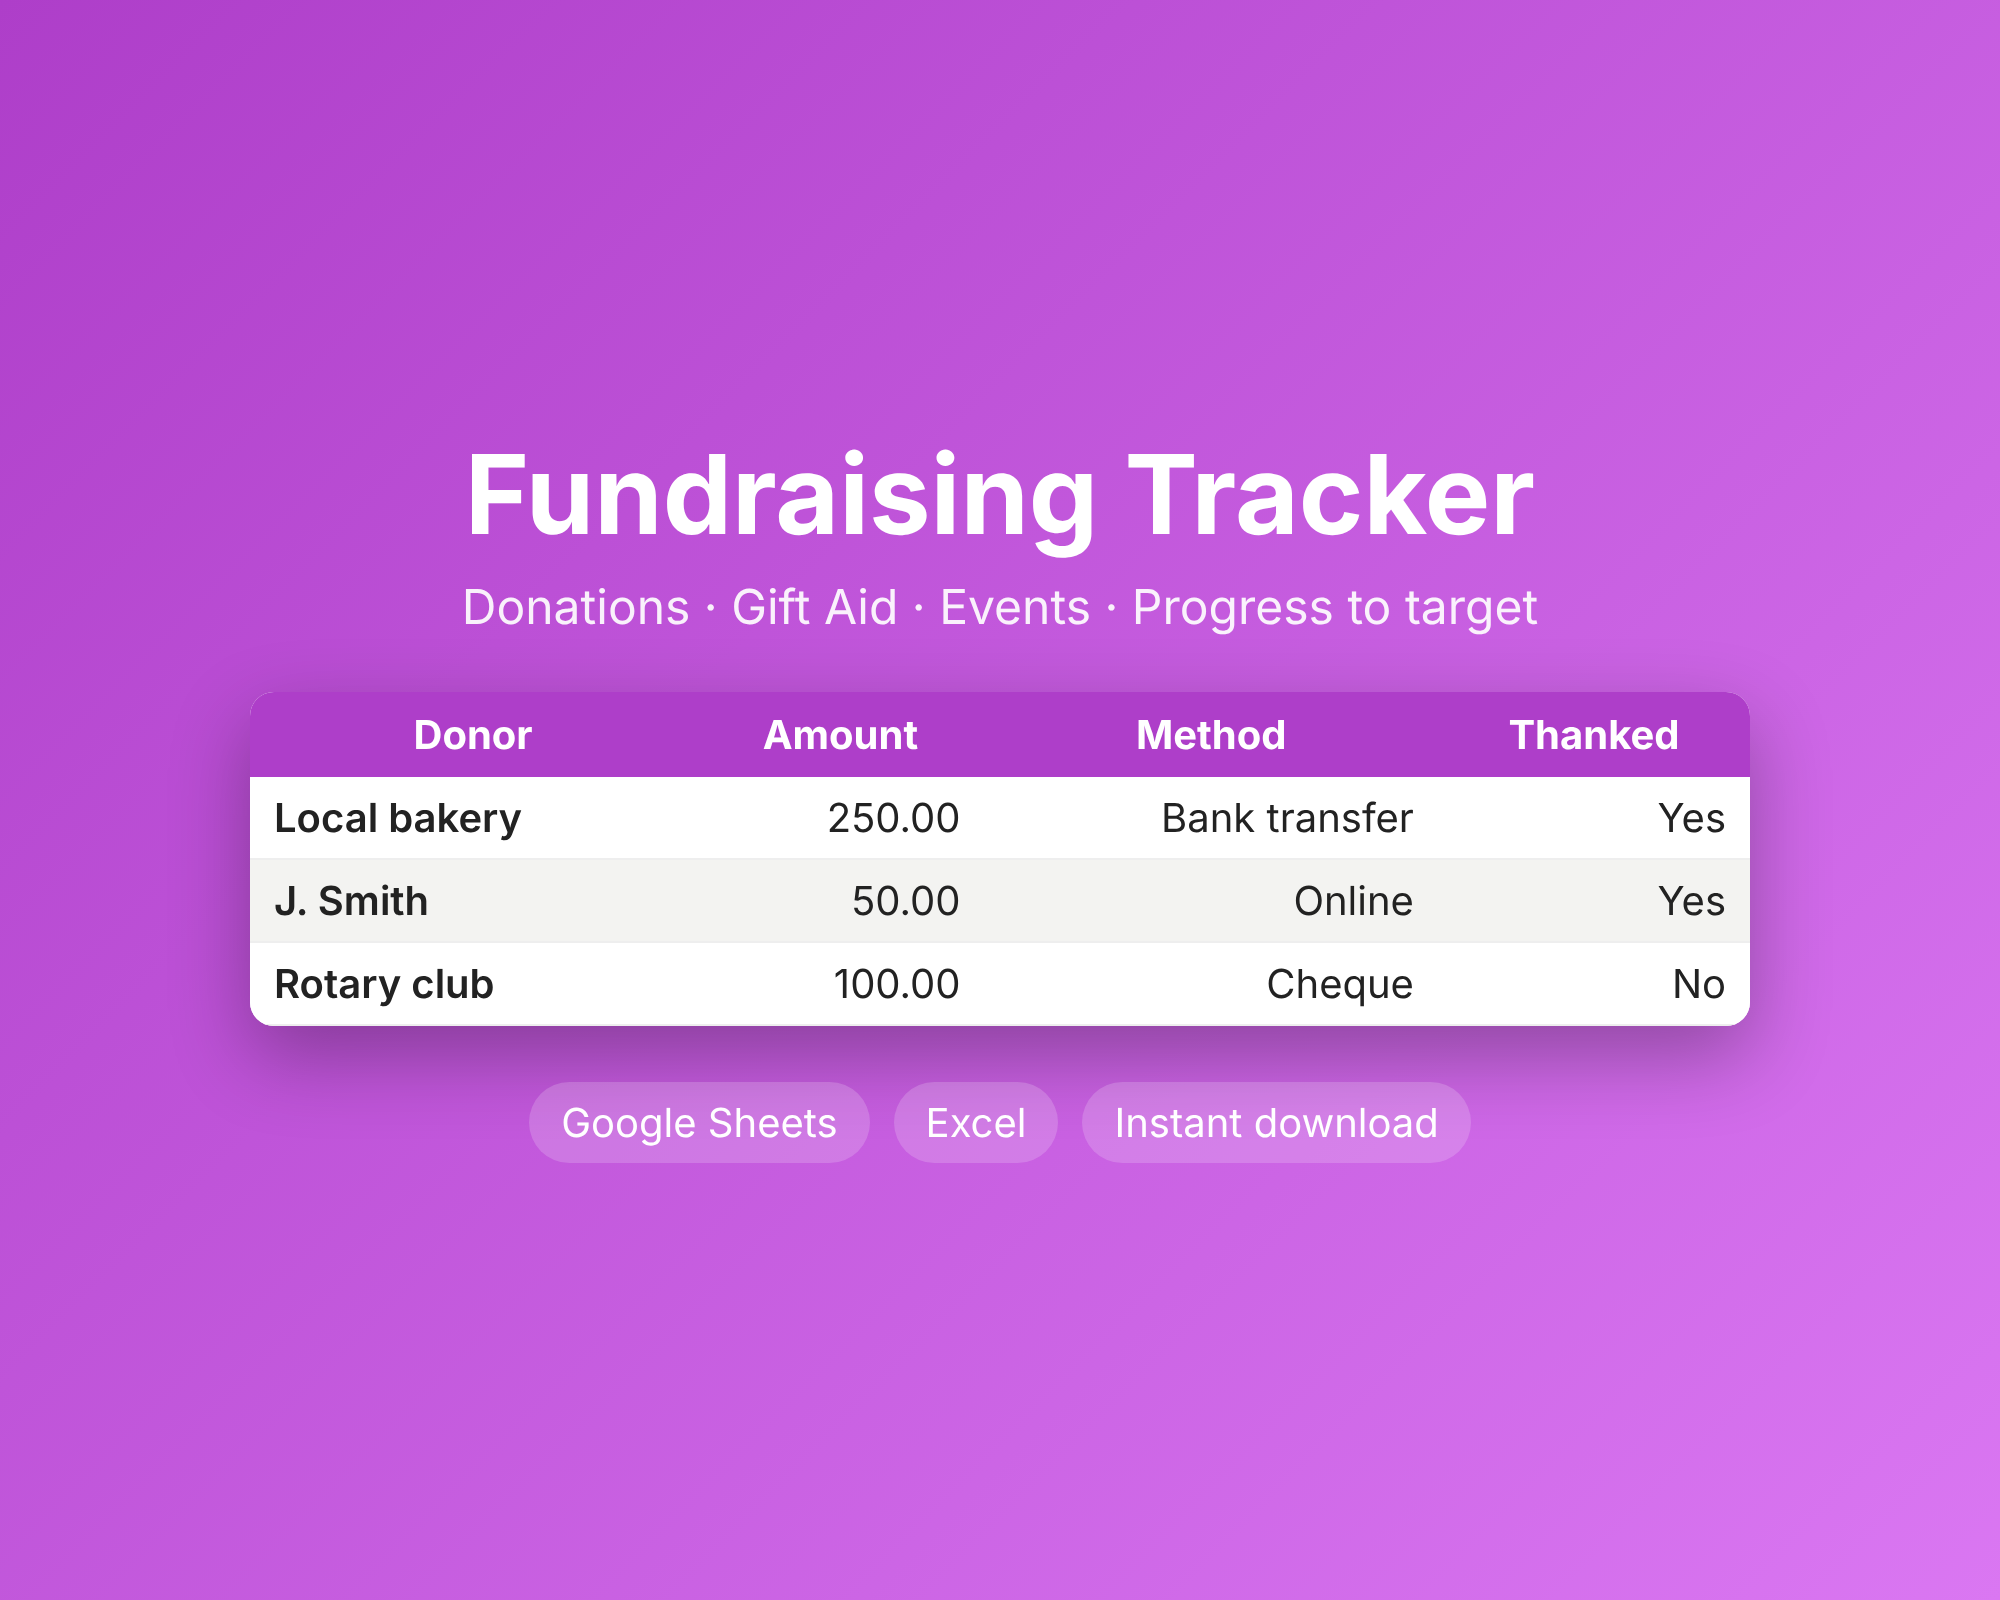 Fundraising Tracker
Donations · Gift Aid · Events · Progress to target
Donor Amount Method Thanked
Local bakery 250.00 Bank transfer Yes
J. Smith 50.00 Online Yes
Rotary club 100.00 Cheque No
Google Sheets Excel Instant download